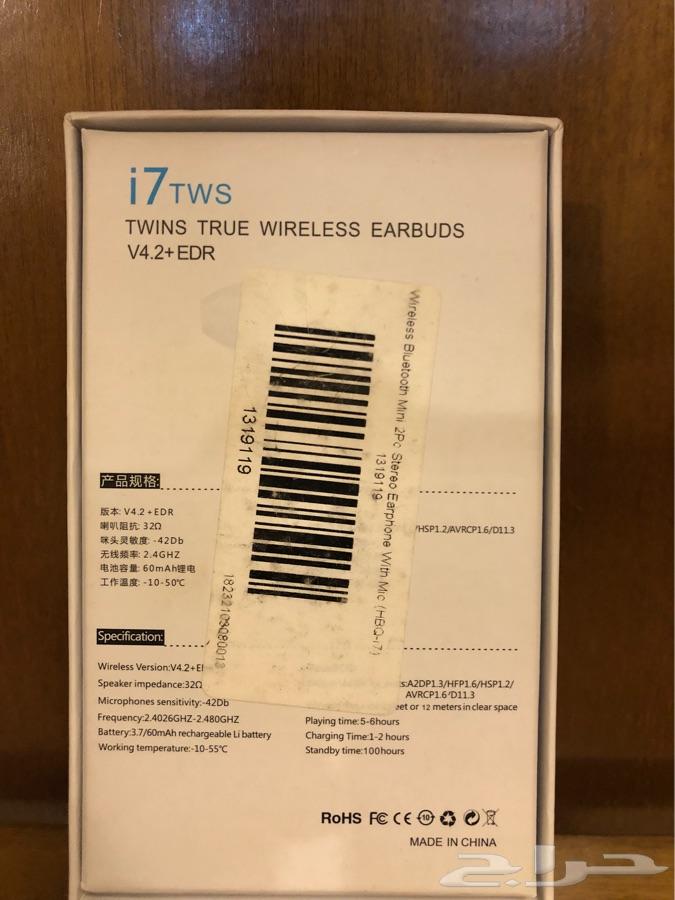 i7TWS
TWINS TRUE WIRELESS EARBUDS
V4.2+EDR
Wireless Bluetooth Mini 2Pc Stereo Earphone With Mic (HBQ-i7)
1319119
1319119
产品规格:
版本: V4.2+EDR
喇叭阻抗: 32Ω
咪头灵敏度: -42Db
无线频率: 2.4GHZ
电池容量: 60mAh锂电
工作温度: -10-50℃
/HSP1.2/AVRCP1.6/D11.3
Specification:
Wireless Version:V4.2+E
Speaker impedance:32Ω
Microphones sensitivity:-42Db
Frequency:2.4026GHZ-2.480GHZ
Battery:3.7/60mAh rechargeable Li battery
Working temperature:-10-55℃
:A2DP1.3/HFP1.6/HSP1.2/
AVRCP1.6/D11.3
eet or 12 meters in clear space
Playing time:5-6hours
Charging Time:1-2 hours
Standby time:100hours
RoHS FC CE 10
MADE IN CHINA
حراج